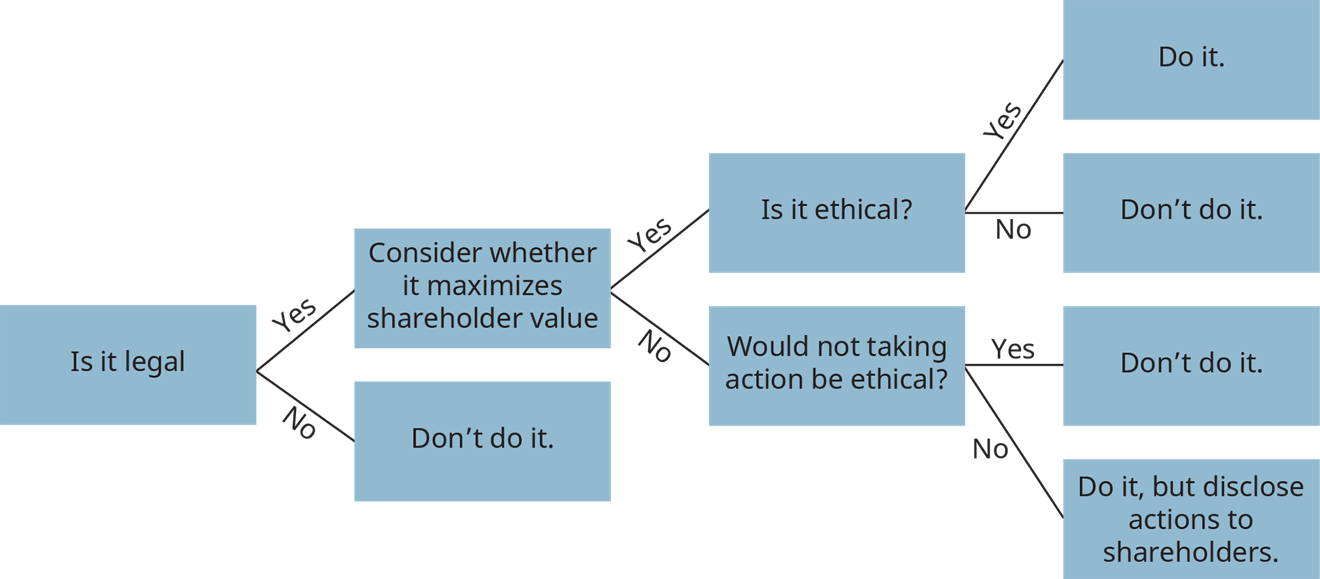 Is it legal
Yes
No
Consider whether
it maximizes
shareholder value
Don’t do it.
Yes
No
Is it ethical?
Would not taking
action be ethical?
Yes
No
Yes
No
Do it.
Don’t do it.
Don’t do it.
Do it, but disclose
actions to
shareholders.